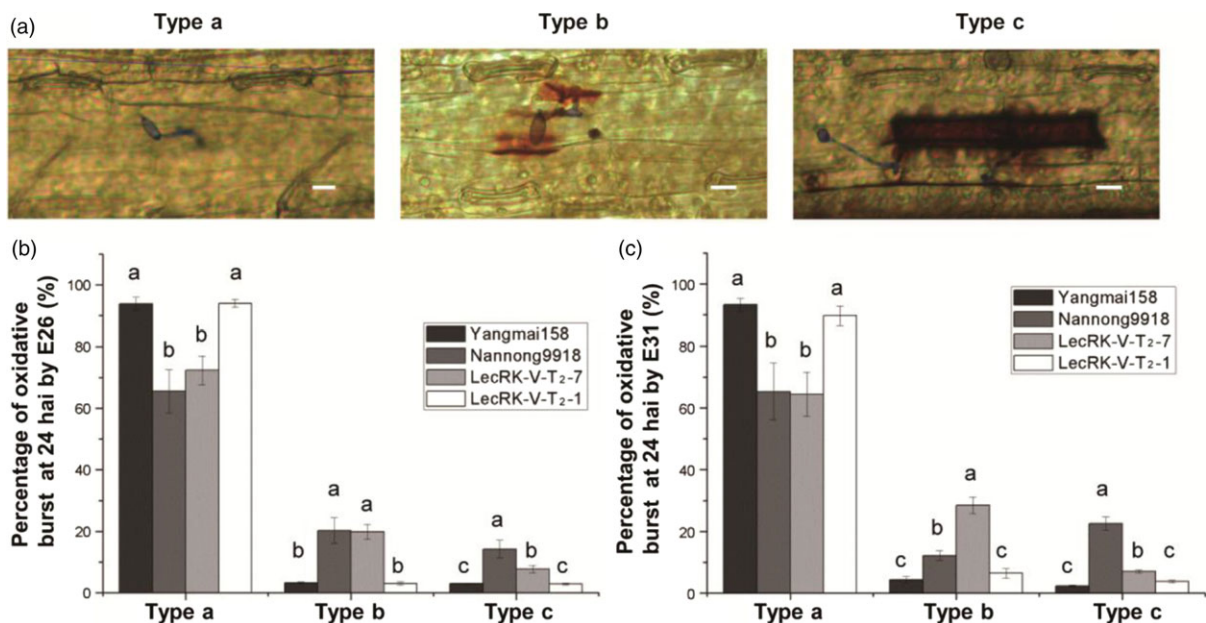 (a)
Type a
Type b
Type c
(b)
Percentage of oxidative
burst at 24 hai by E26 (%)
100
80
60
40
20
0
a
b
b
a
b
a
a
b
c
a
b
c
Yangmai158
Nannong9918
LecRK-V-T₂-7
LecRK-V-T₂-1
Type a
Type b
Type c
(c)
Percentage of oxidative
burst at 24 hai by E31 (%)
100
80
60
40
20
0
a
b
b
a
c
b
a
c
c
a
b
c
Yangmai158
Nannong9918
LecRK-V-T₂-7
LecRK-V-T₂-1
Type a
Type b
Type c